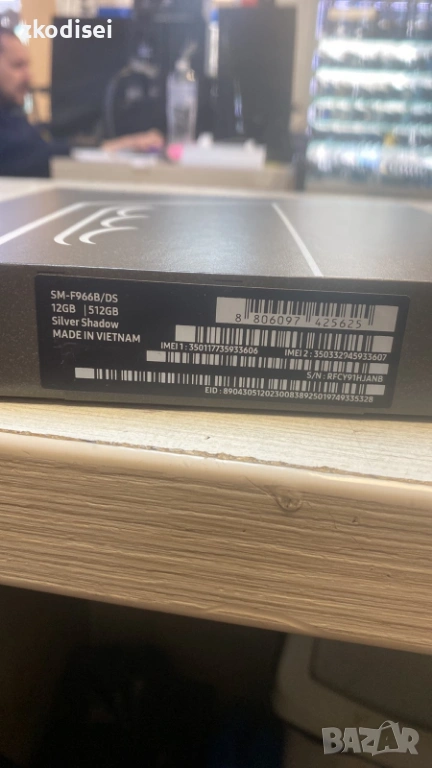 zkodisei
SM-F966B/DS
12GB | 512GB
Silver Shadow
MADE IN VIETNAM
8 806097 425625
IMEI 1 : 350117735933606
IMEI 2 : 350332945933607
S/N : RFCY91HJANB
EID : 89043051202300838925019749335328
BAZAR